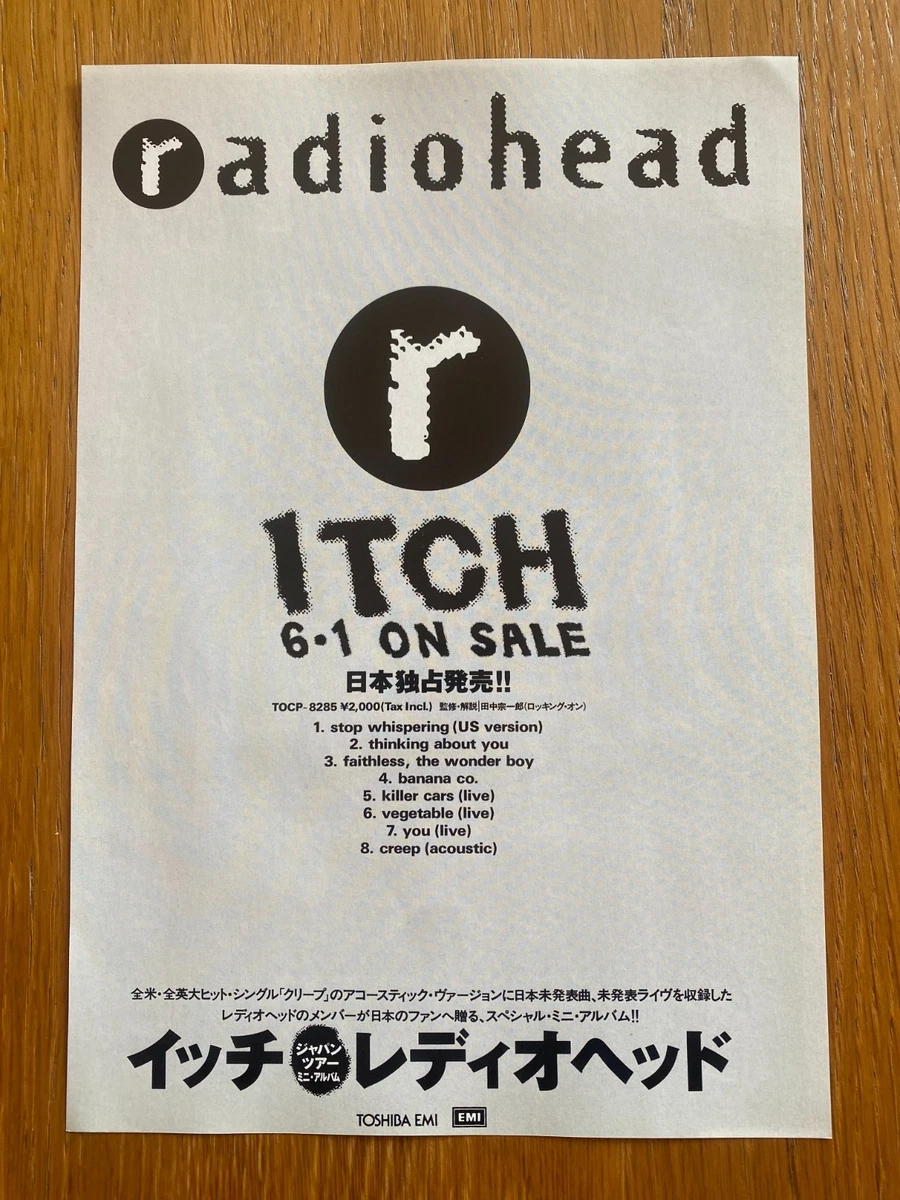 radiohead
r
ITCH
6·1 ON SALE
日本独占発売!!
TOCP-8285 ¥2,000(Tax Incl.) 監修・解説|田中宗一郎(ロッキング・オン)
1. stop whispering (US version)
2. thinking about you
3. faithless, the wonder boy
4. banana co.
5. killer cars (live)
6. vegetable (live)
7. you (live)
8. creep (acoustic)
全米・全英大ヒット・シングル「クリープ」のアコースティック・ヴァージョンに日本未発表曲、未発表ライヴを収録した
レディオヘッドのメンバーが日本のファンへ贈る、スペシャル・ミニ・アルバム!!
イッチ ジャパン ツアー ミニ・アルバム レディオヘッド
TOSHIBA EMI EMI